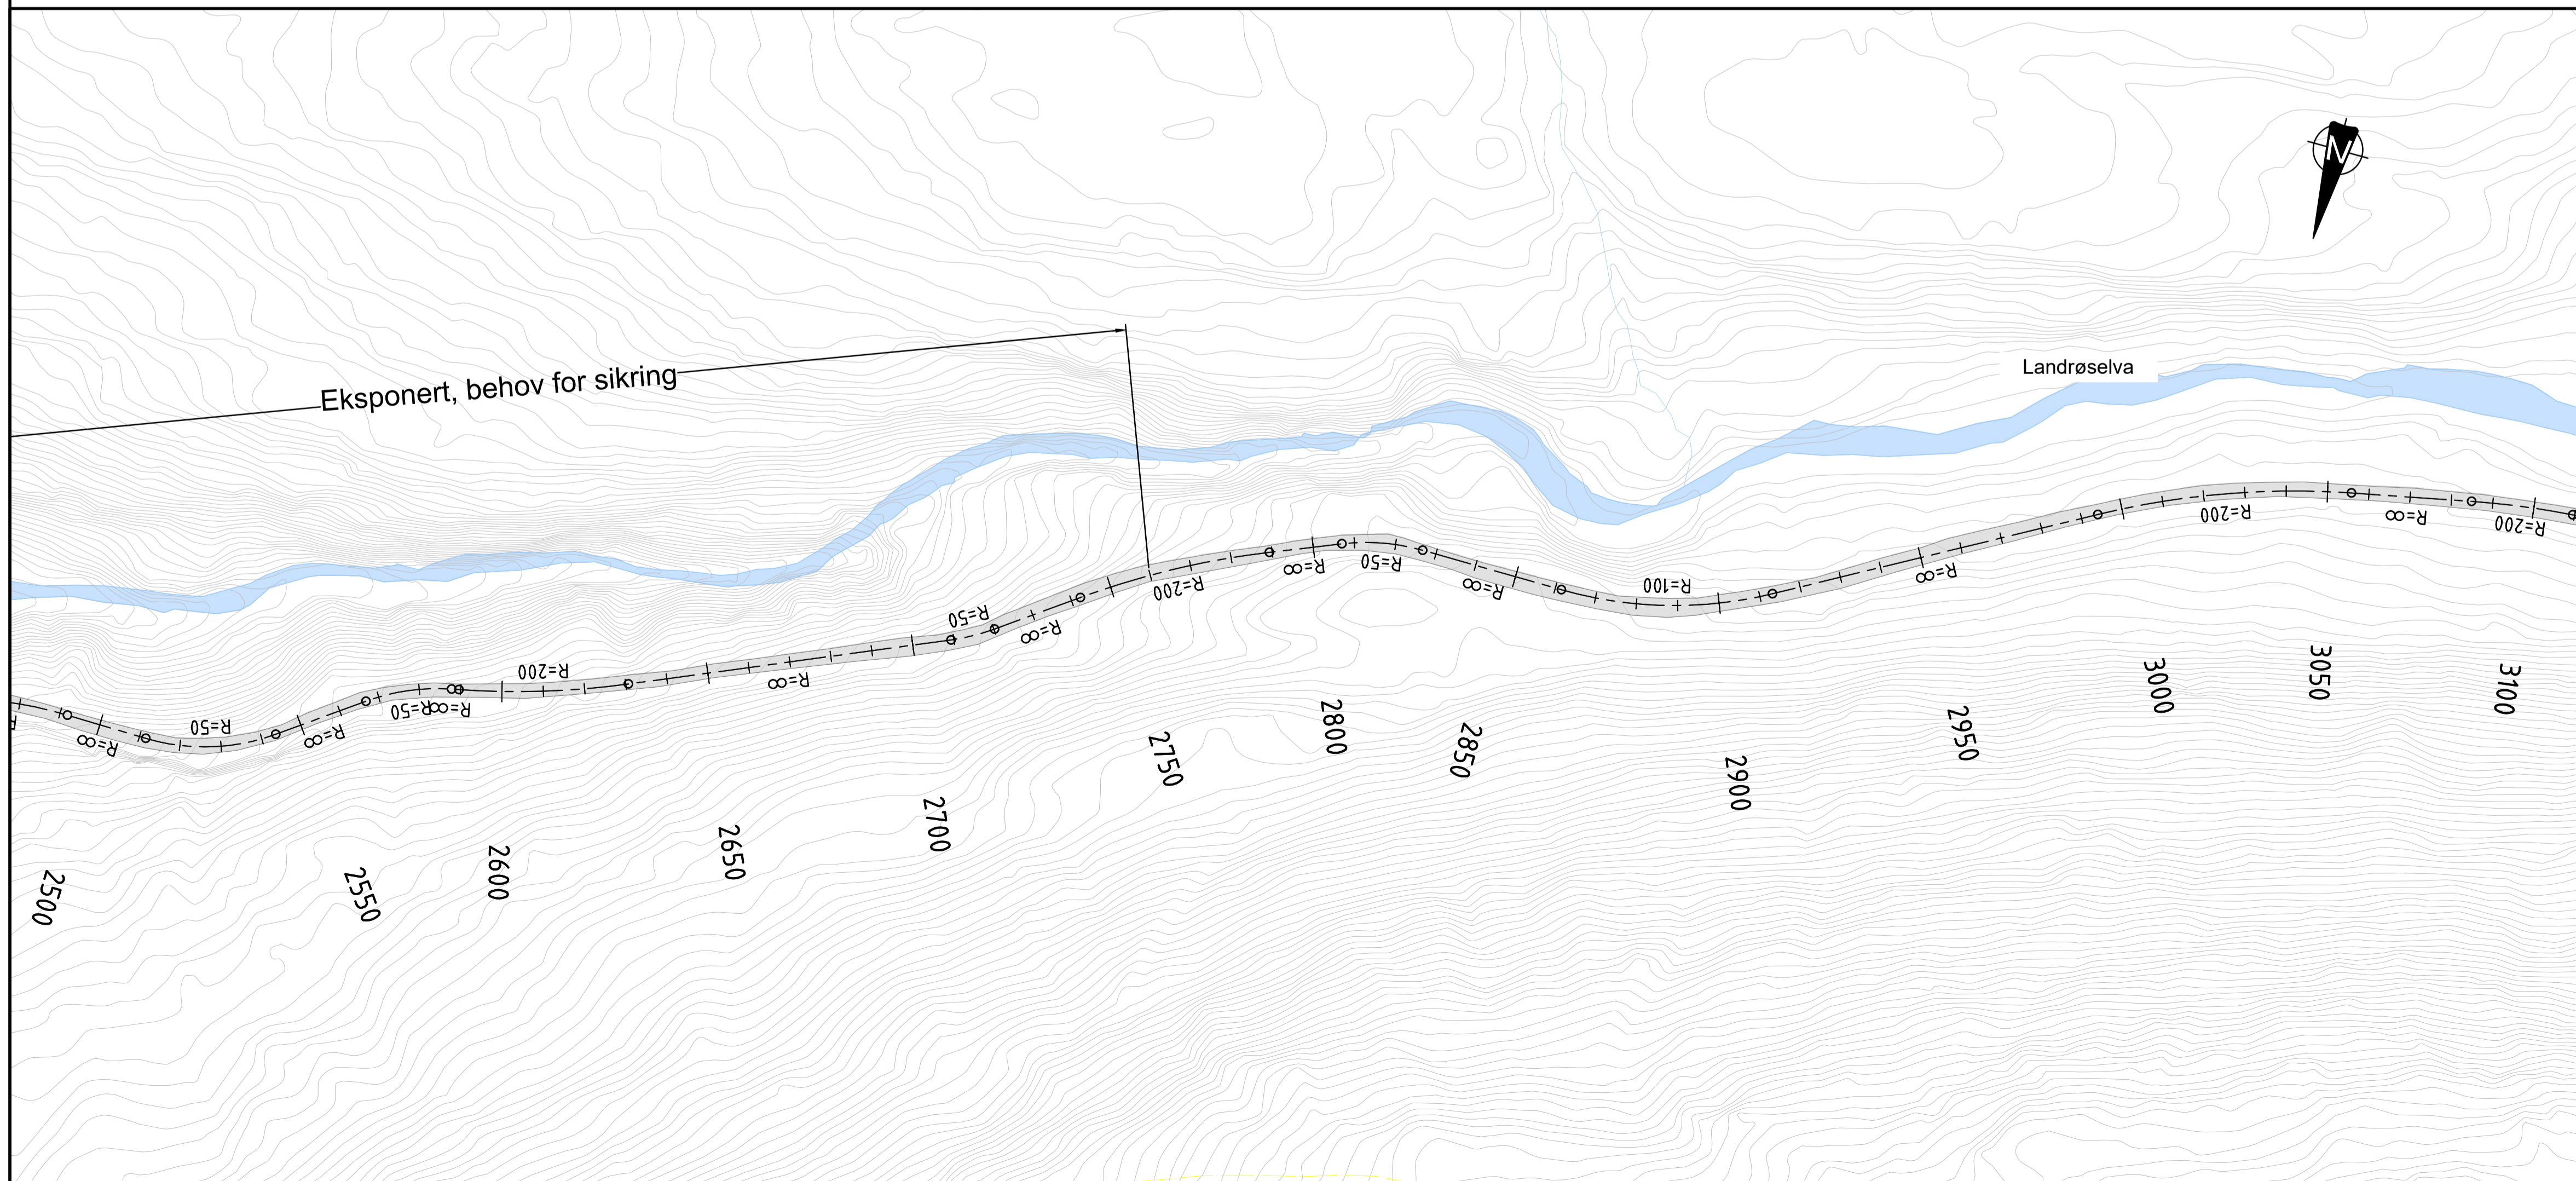 N
Landrøselva
Eksponert, behov for sikring
R=200
R=∞
R=200
R=∞
R=50
R=200
R=∞
R=100
R=∞
R=50
R=∞
R=∞
R=200
R=∞
R=50
R=∞
R=50
R=∞
R
2500
2550
2600
2650
2700
2750
2800
2850
2900
2950
3000
3050
3100